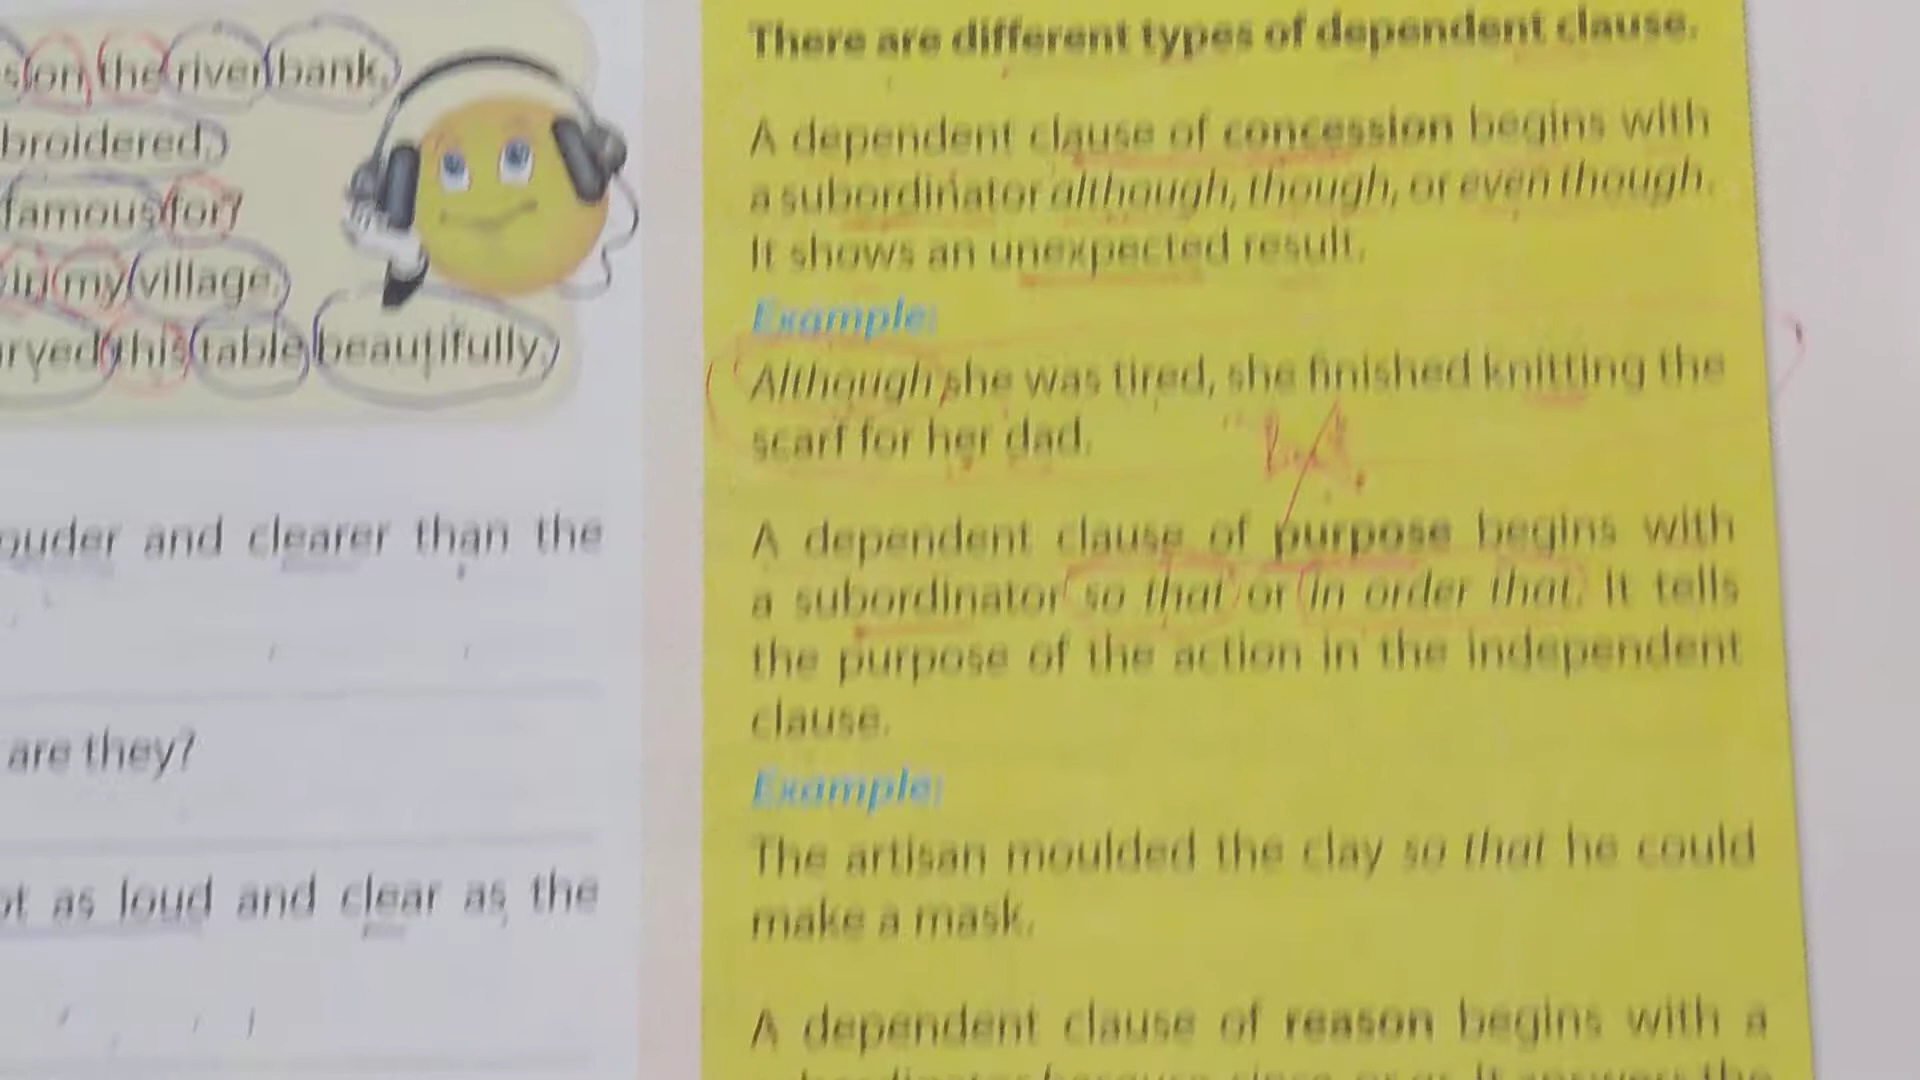 on the river bank.
broidered.
famous for?
in my village.
rved this table beautifully.
ouder and clearer than the
are they?
ot as loud and clear as the
There are different types of dependent clause.
A dependent clause of concession begins with
a subordinator although, though, or even though.
It shows an unexpected result.
Example:
Although she was tired, she finished knitting the
scarf for her dad.
A dependent clause of purpose begins with
a subordinator so that or in order that. It tells
the purpose of the action in the independent
clause.
Example:
The artisan moulded the clay so that he could
make a mask.
A dependent clause of reason begins with a